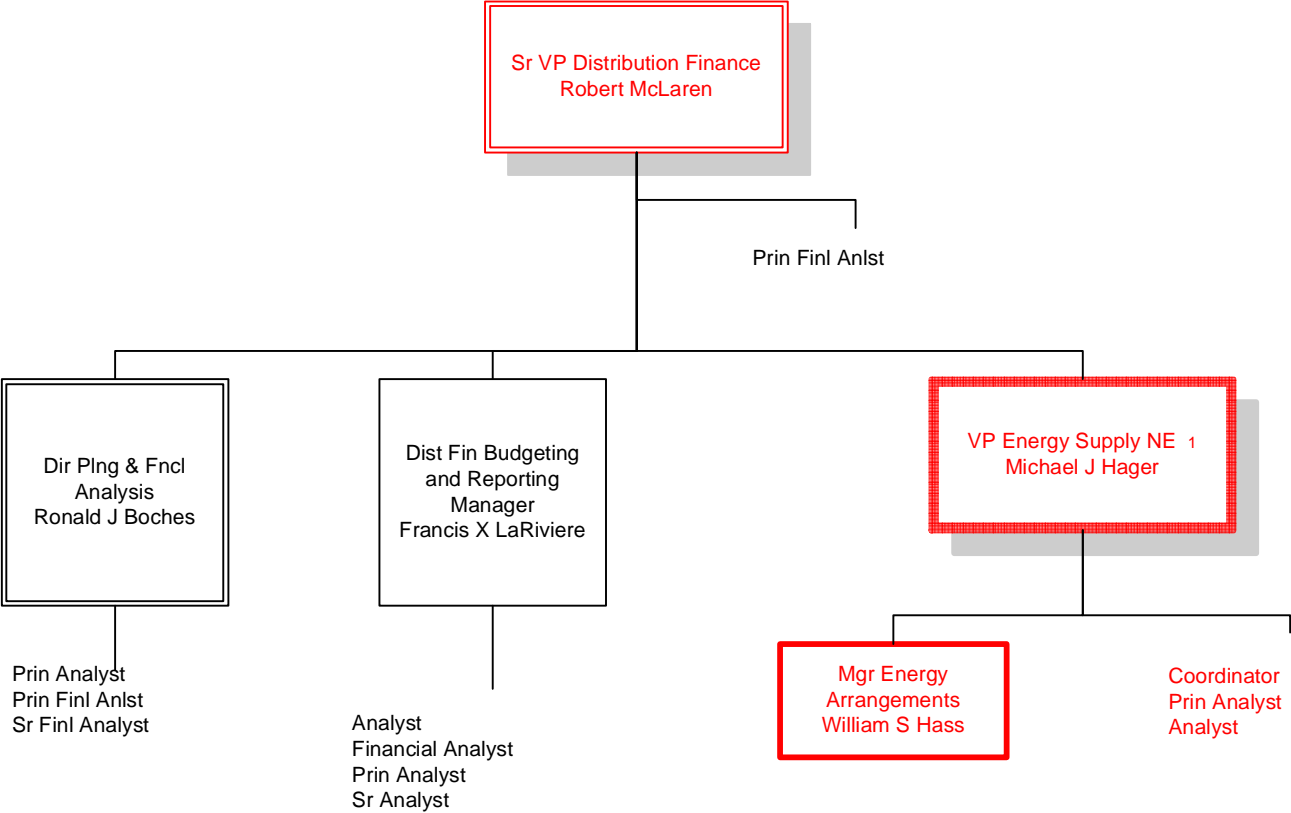 Sr VP Distribution Finance
Robert McLaren
Prin Finl Anlst
Dir Plng & Fncl
Analysis
Ronald J Boches
Dist Fin Budgeting
and Reporting
Manager
Francis X LaRiviere
VP Energy Supply NE 1
Michael J Hager
Prin Analyst
Prin Finl Anlst
Sr Finl Analyst
Analyst
Financial Analyst
Prin Analyst
Sr Analyst
Mgr Energy
Arrangements
William S Hass
Coordinator
Prin Analyst
Analyst